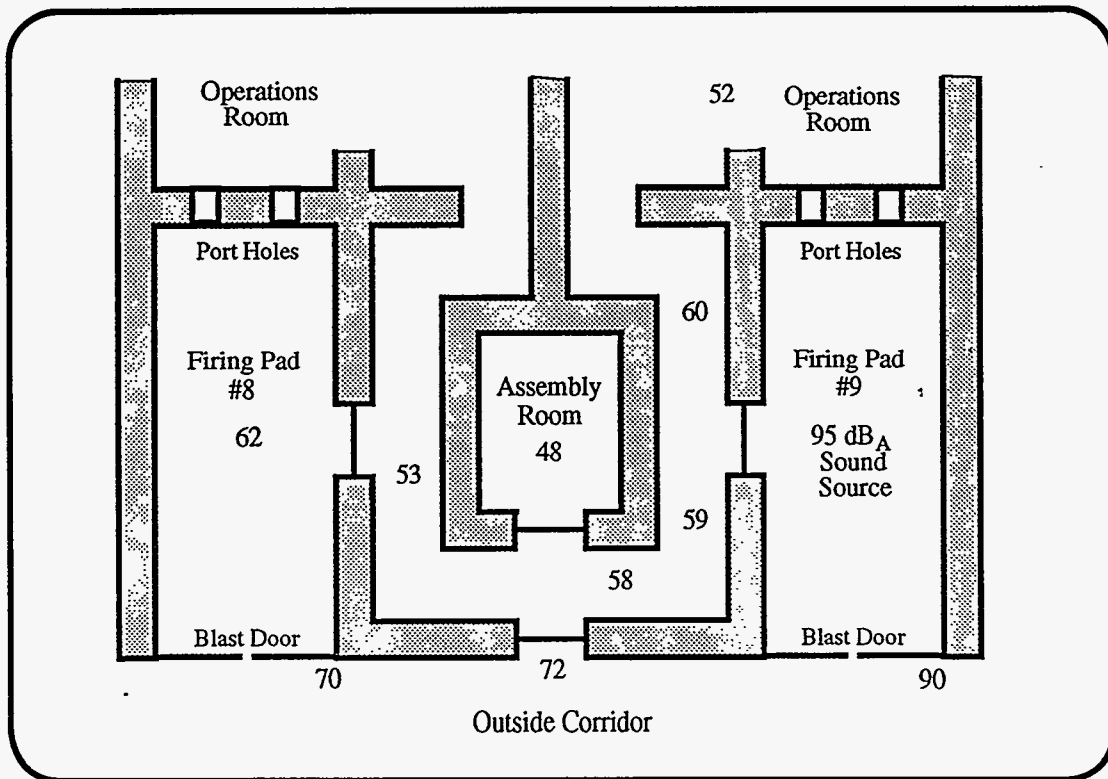 Operations
Room
52
Operations
Room
Port Holes
Port Holes
60
Firing Pad
#8
62
Assembly
Room
48
Firing Pad
#9
95 dBA
Sound
Source
53
59
58
Blast Door
Blast Door
70
72
90
Outside Corridor